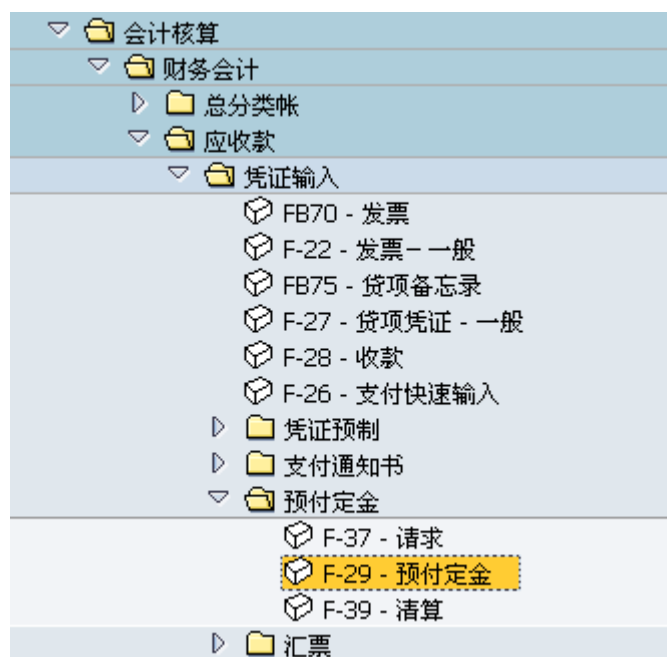 会计核算
财务会计
总分类帐
应收款
凭证输入
FB70 - 发票
F-22 - 发票- 一般
FB75 - 贷项备忘录
F-27 - 贷项凭证 - 一般
F-28 - 收款
F-26 - 支付快速输入
凭证预制
支付通知书
预付定金
F-37 - 请求
F-29 - 预付定金
F-39 - 清算
汇票